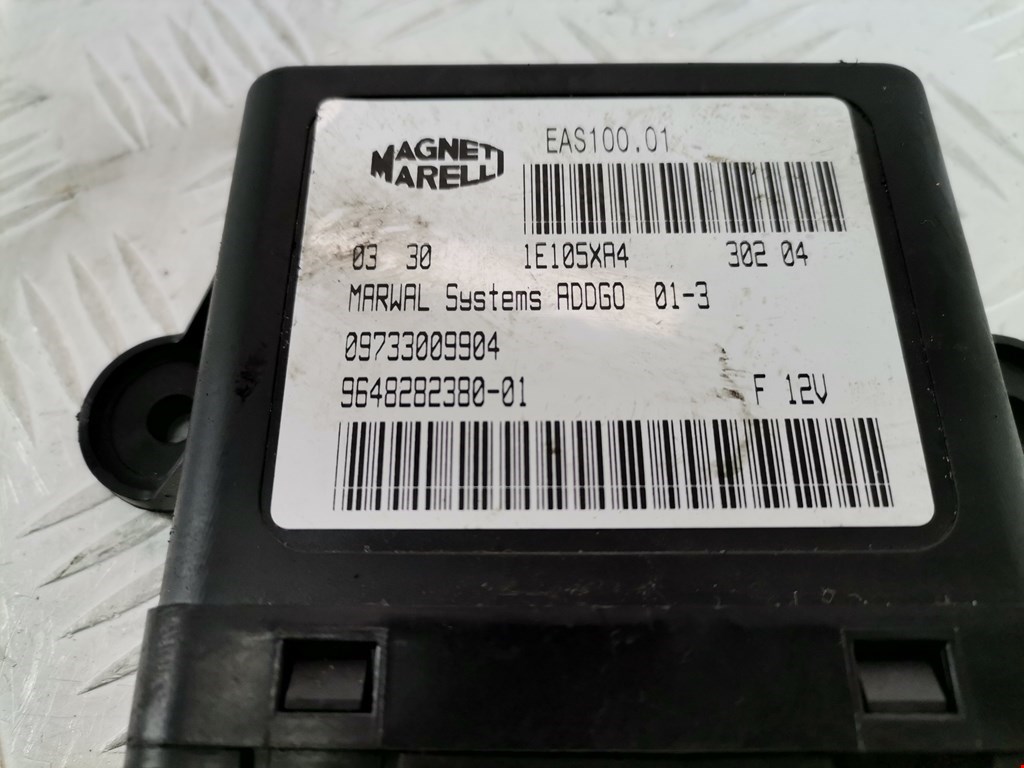 MAGNETI
MARELLI
EAS100.01
03 30 1E105XA4 302 04
MARWAL Systems ADDGO 01-3
09733009904
9648282380-01 F 12V